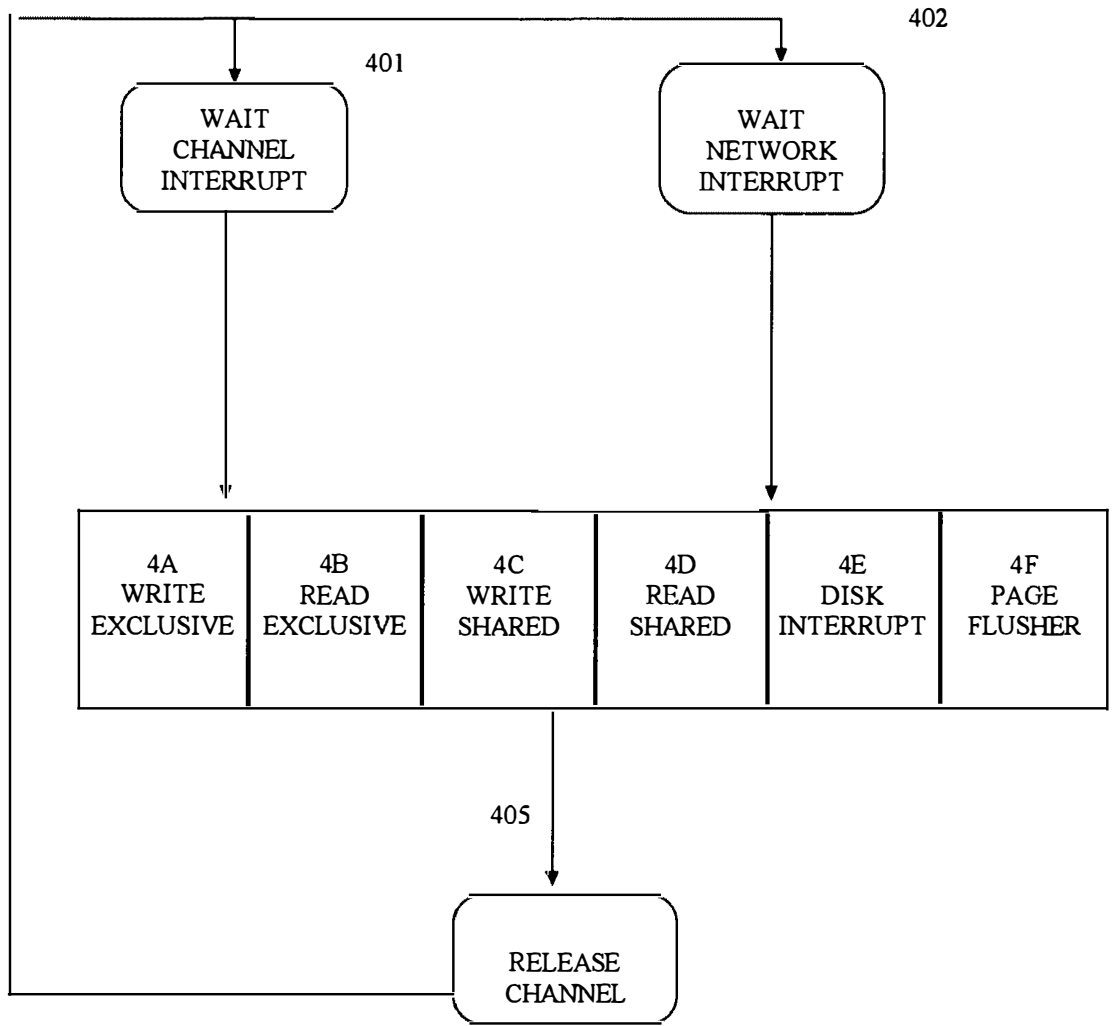 402
401
WAIT
CHANNEL
INTERRUPT
WAIT
NETWORK
INTERRUPT
4A
WRITE
EXCLUSIVE
4B
READ
EXCLUSIVE
4C
WRITE
SHARED
4D
READ
SHARED
4E
DISK
INTERRUPT
4F
PAGE
FLUSHER
405
RELEASE
CHANNEL